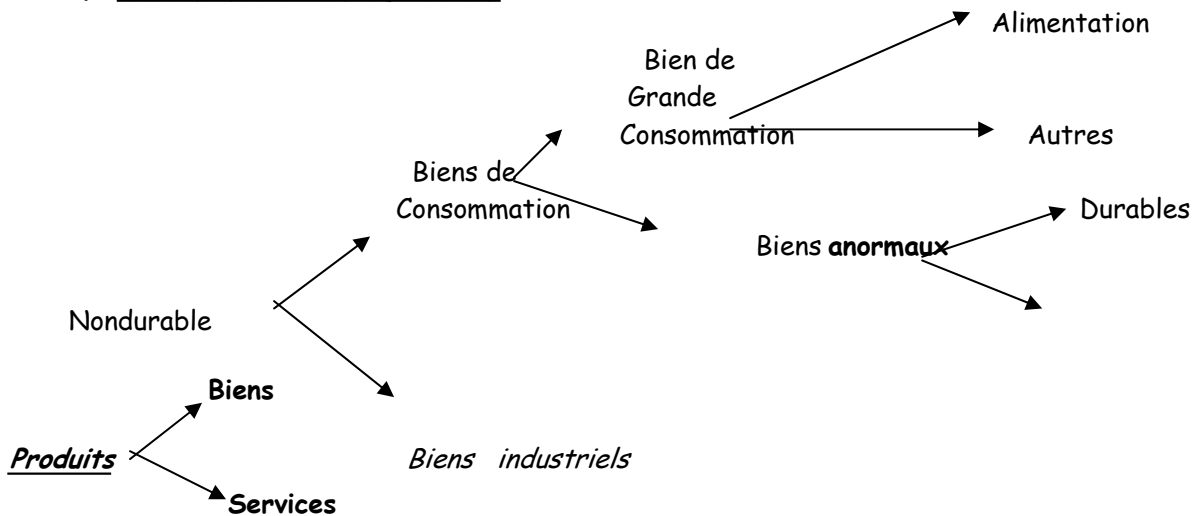 Alimentation
Bien de
Grande
Consommation
Autres
Biens de
Consommation
Durables
Biens anormaux
Nondurable
Biens
Produits
Biens industriels
Services